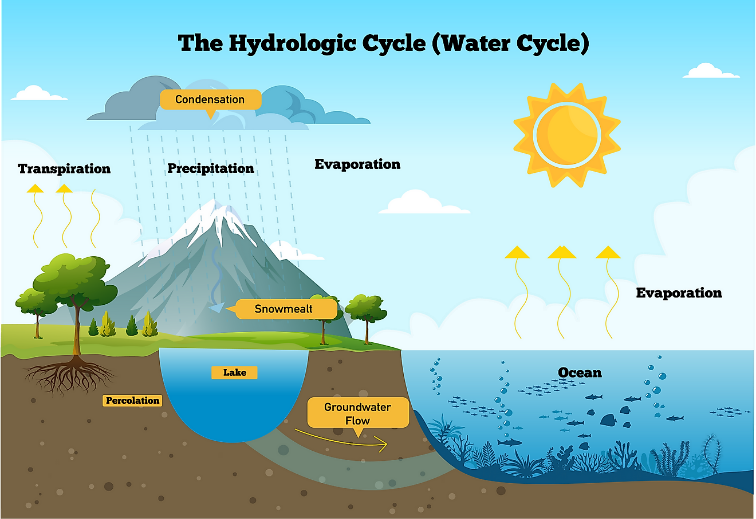 The Hydrologic Cycle (Water Cycle)
Condensation
Transpiration
Precipitation
Evaporation
Evaporation
Snowmealt
Lake
Ocean
Percolation
Groundwater
Flow